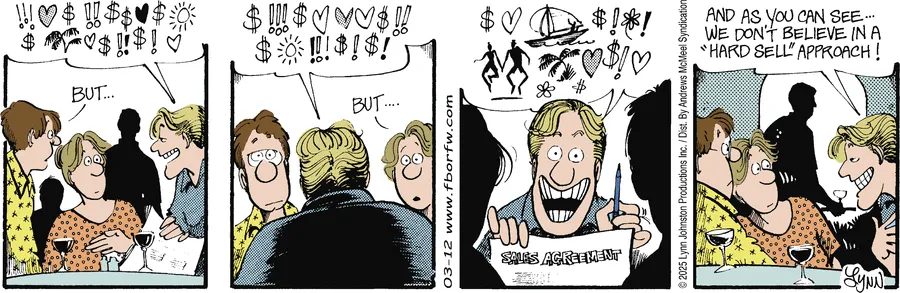 BUT...
BUT....
SALES AGREEMENT
AND AS YOU CAN SEE...
WE DON'T BELIEVE IN A
"HARD SELL" APPROACH!
LYNN
03-12 www.fborfw.com
© 2025 Lynn Johnston Productions Inc. / Dist. By Andrews McMeel Syndication